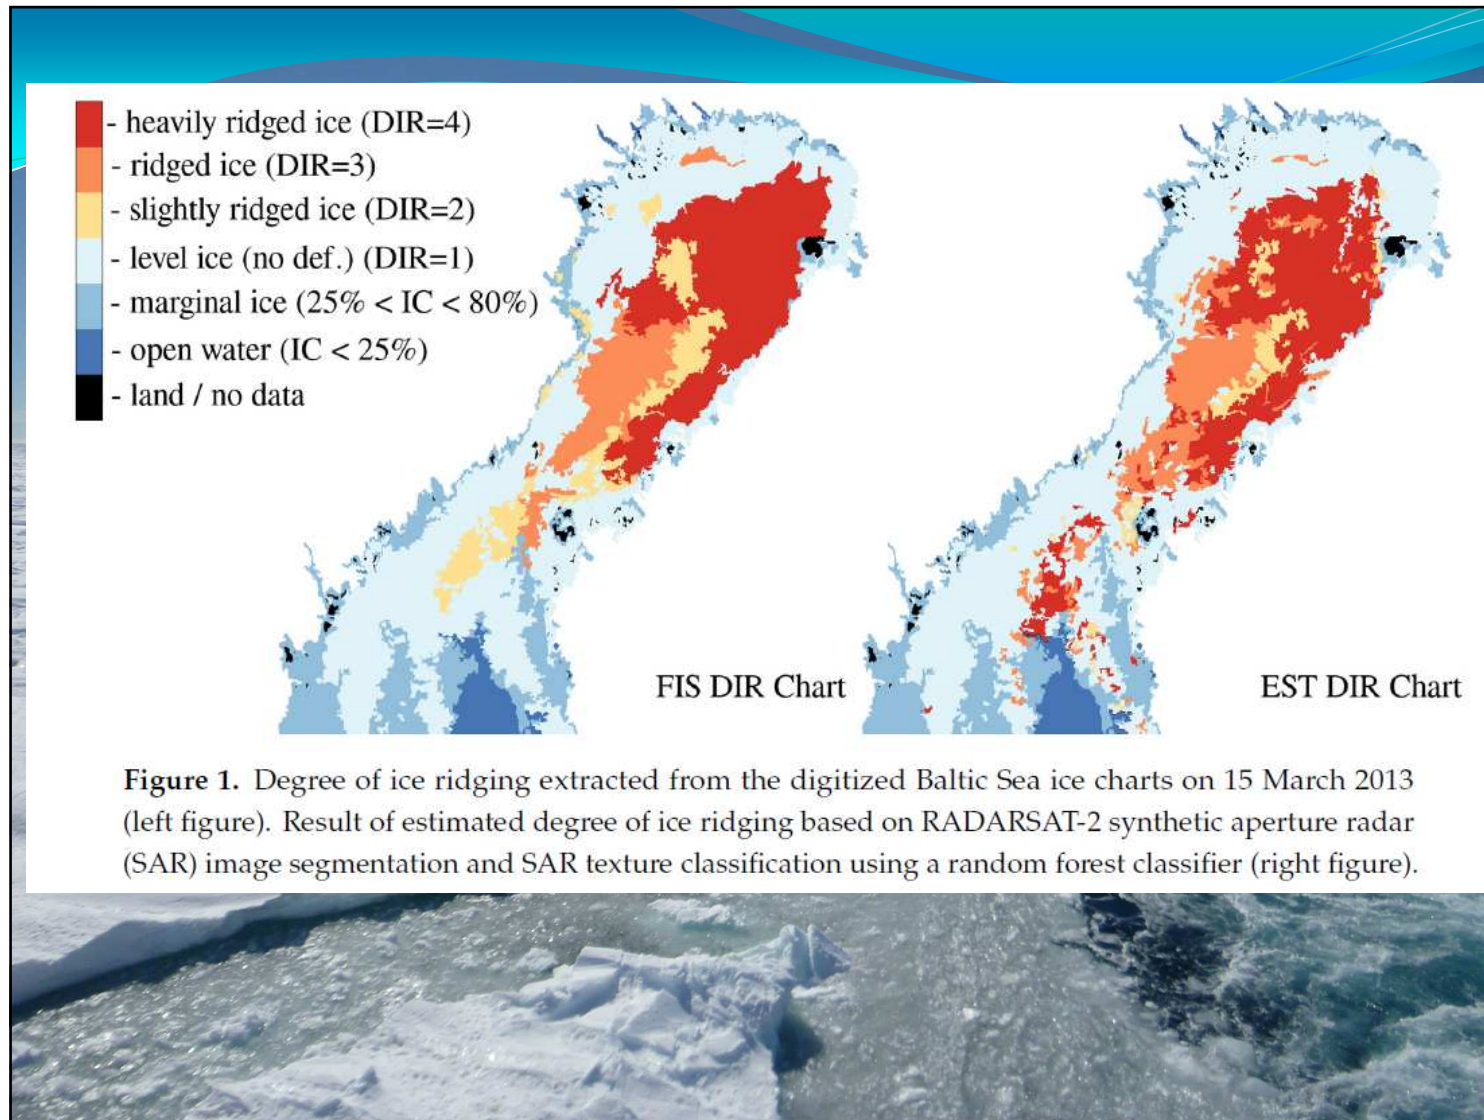 - heavily ridged ice (DIR=4)
- ridged ice (DIR=3)
- slightly ridged ice (DIR=2)
- level ice (no def.) (DIR=1)
- marginal ice (25% < IC < 80%)
- open water (IC < 25%)
- land / no data
FIS DIR Chart
EST DIR Chart
Figure 1. Degree of ice ridging extracted from the digitized Baltic Sea ice charts on 15 March 2013
(left figure). Result of estimated degree of ice ridging based on RADARSAT-2 synthetic aperture radar
(SAR) image segmentation and SAR texture classification using a random forest classifier (right figure).